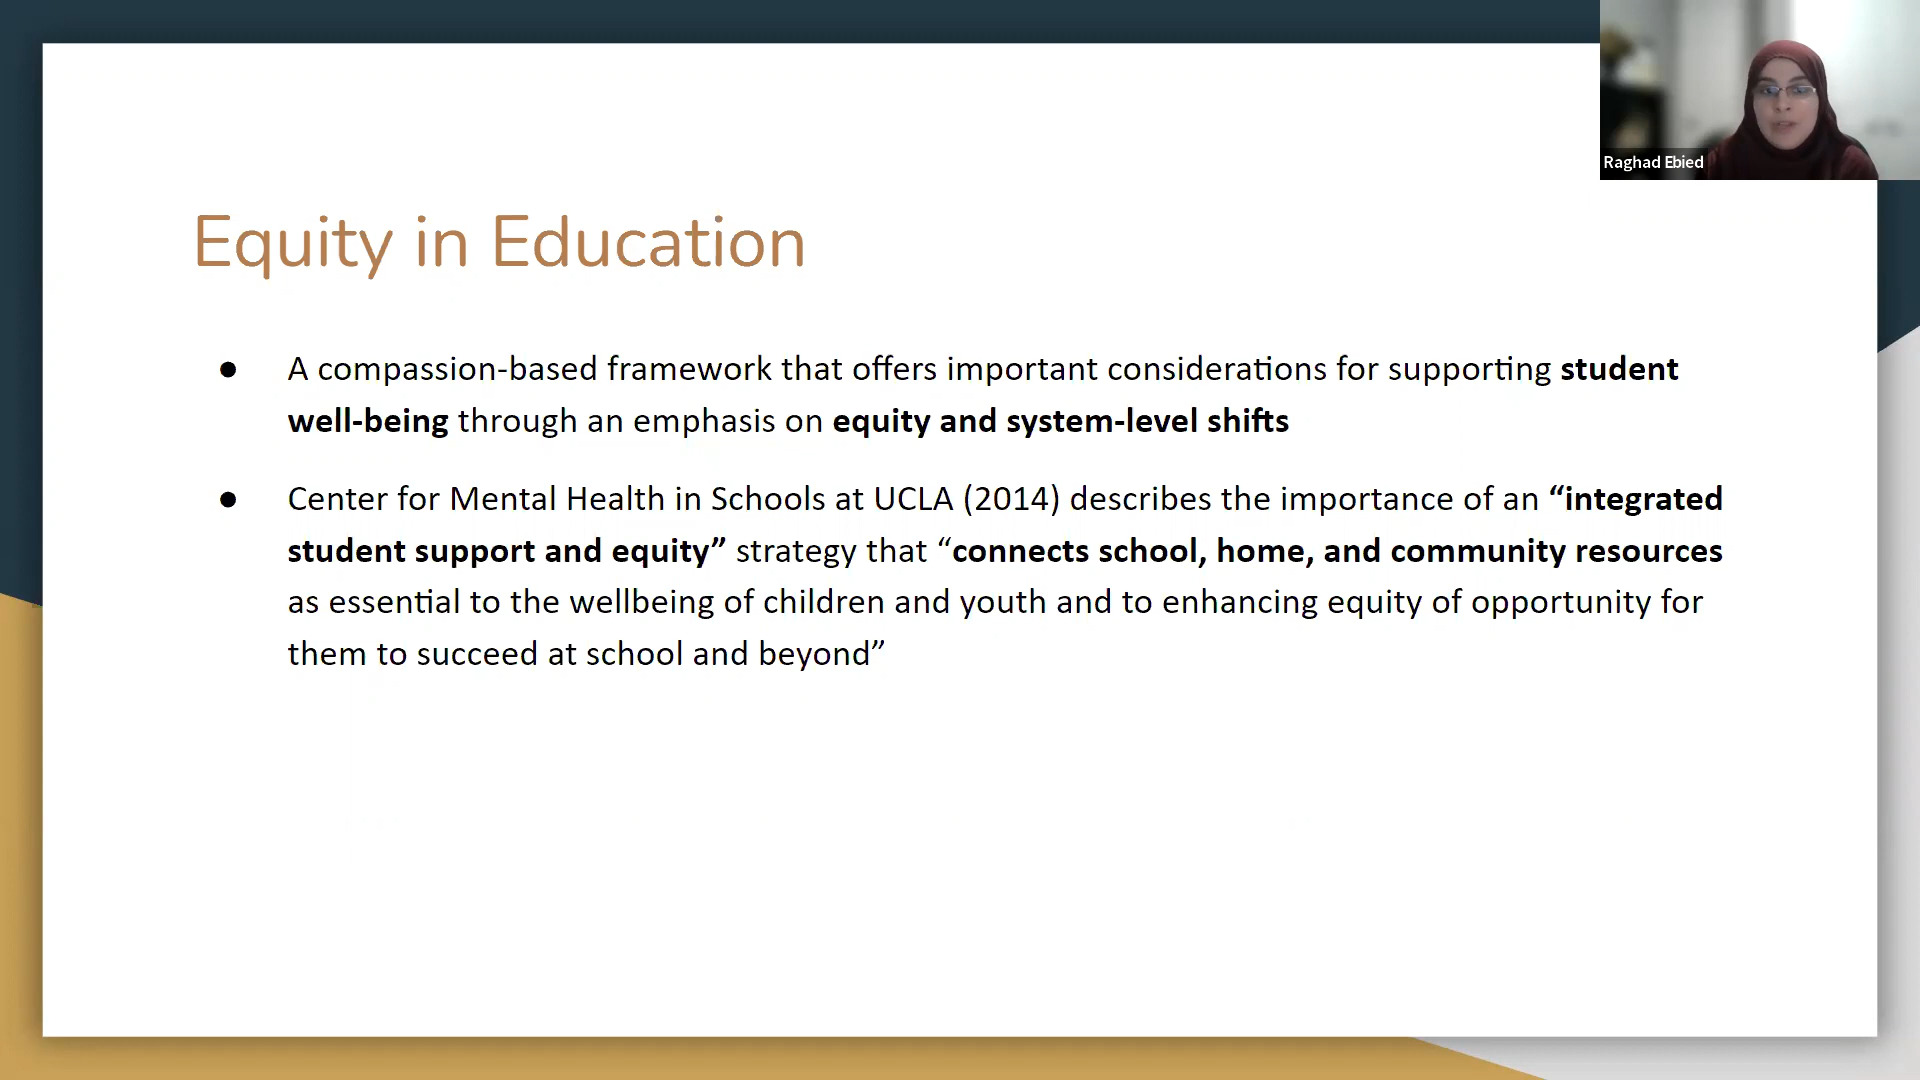 Raghad Ebied
Equity in Education
● A compassion-based framework that offers important considerations for supporting student
well-being through an emphasis on equity and system-level shifts
● Center for Mental Health in Schools at UCLA (2014) describes the importance of an “integrated
student support and equity” strategy that “connects school, home, and community resources
as essential to the wellbeing of children and youth and to enhancing equity of opportunity for
them to succeed at school and beyond”